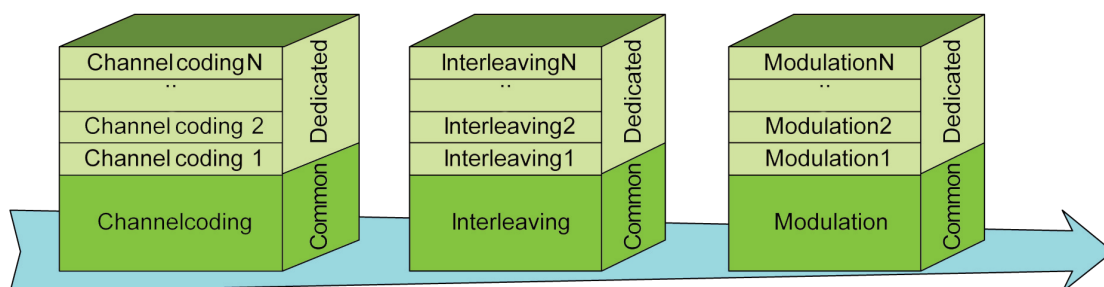 Channel coding N
..
Channel coding 2
Channel coding 1
Channelcoding
Dedicated
Common
InterleavingN
..
Interleaving2
Interleaving1
Interleaving
Dedicated
Common
ModulationN
..
Modulation2
Modulation1
Modulation
Dedicated
Common